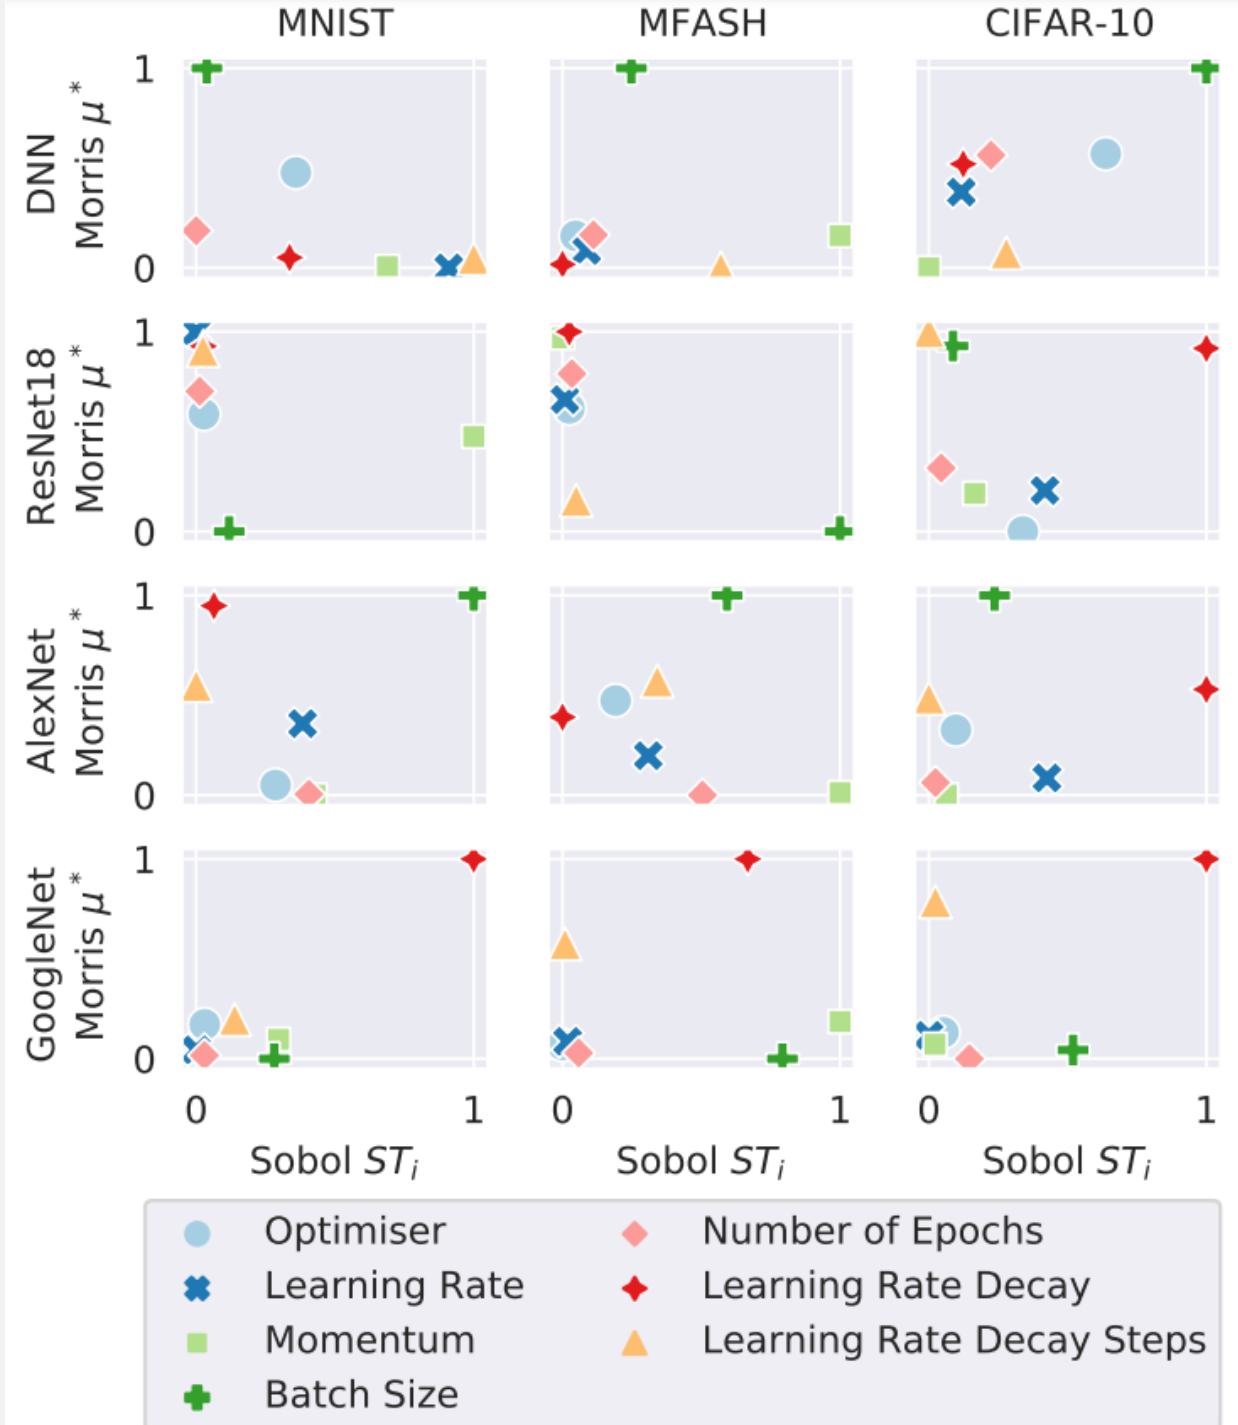 MNIST MFASH CIFAR-10
DNN
Morris μ*
1
0
ResNet18
Morris μ*
1
0
AlexNet
Morris μ*
1
0
GoogleNet
Morris μ*
1
0
0 1 0 1 0 1
Sobol STᵢ Sobol STᵢ Sobol STᵢ
Optimiser Number of Epochs
Learning Rate Learning Rate Decay
Momentum Learning Rate Decay Steps
Batch Size